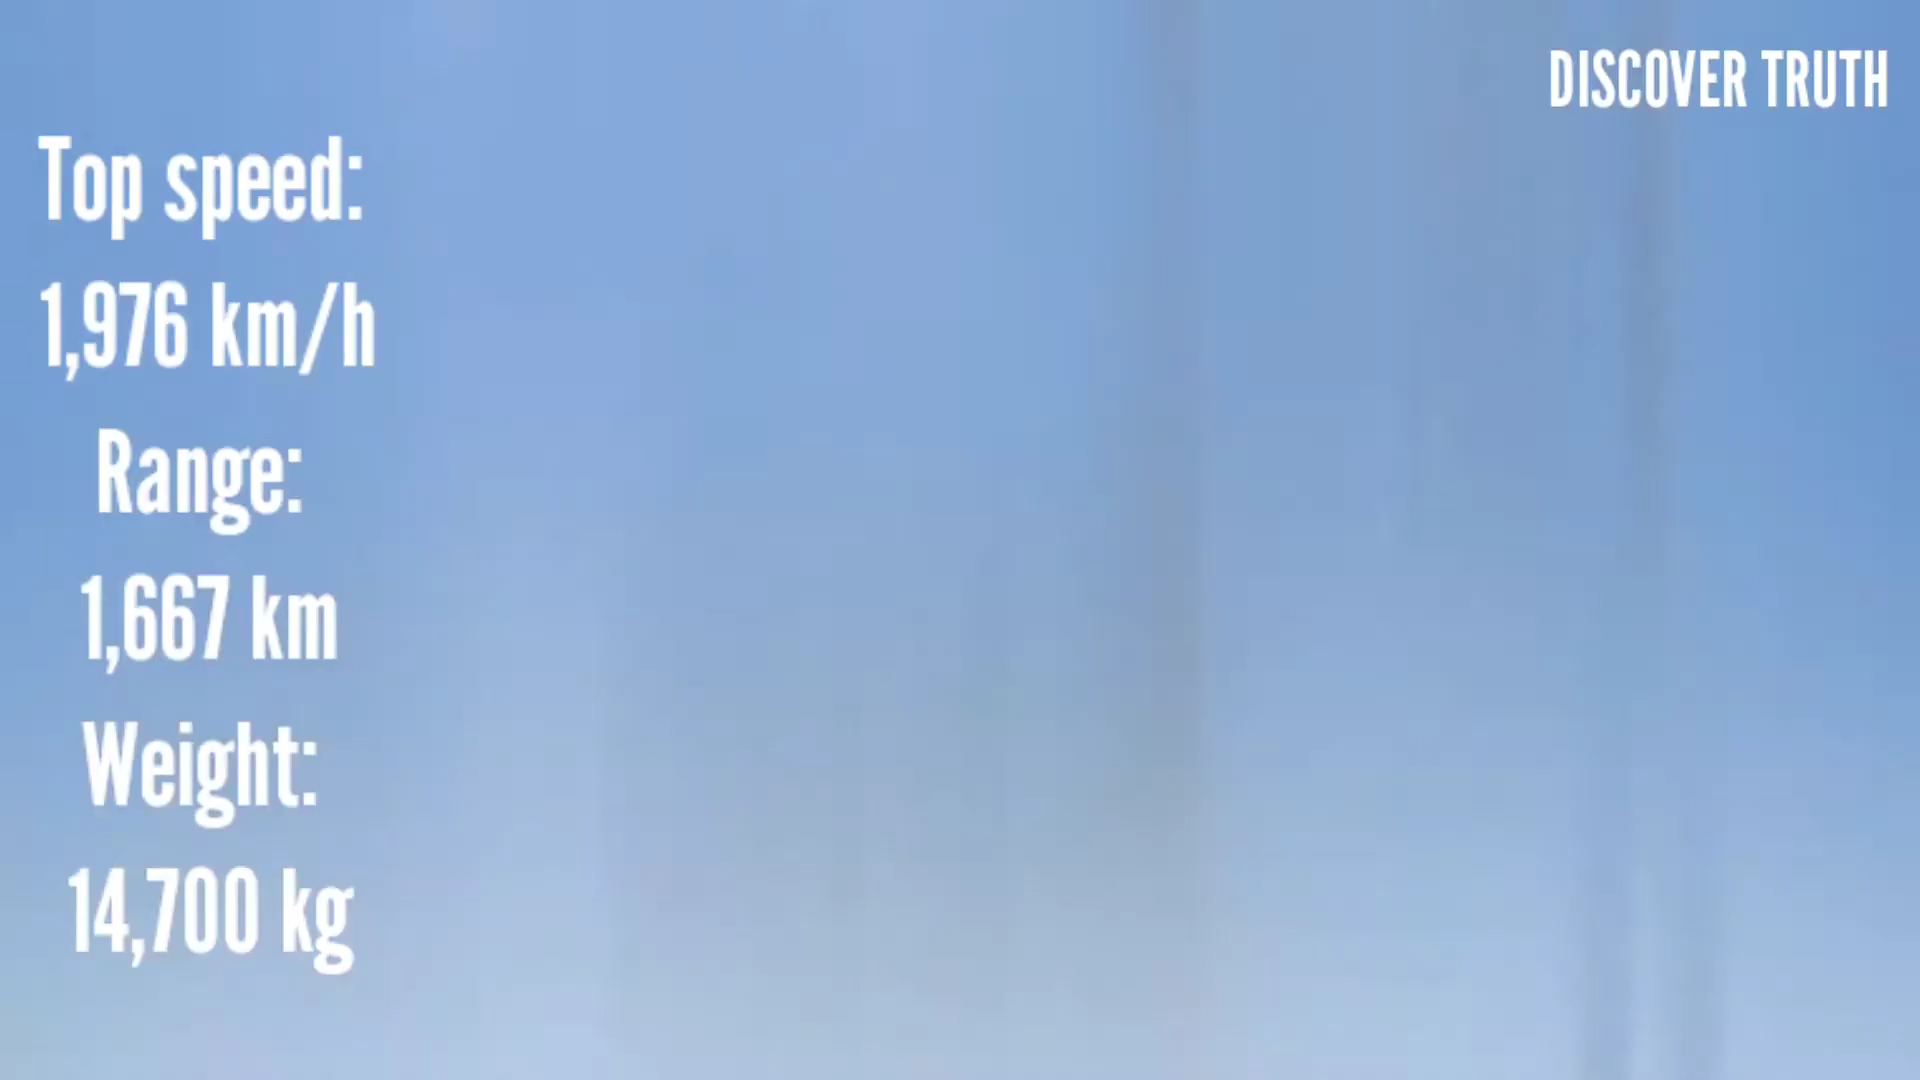 DISCOVER TRUTH
Top speed:
1,976 km/h
Range:
1,667 km
Weight:
14,700 kg